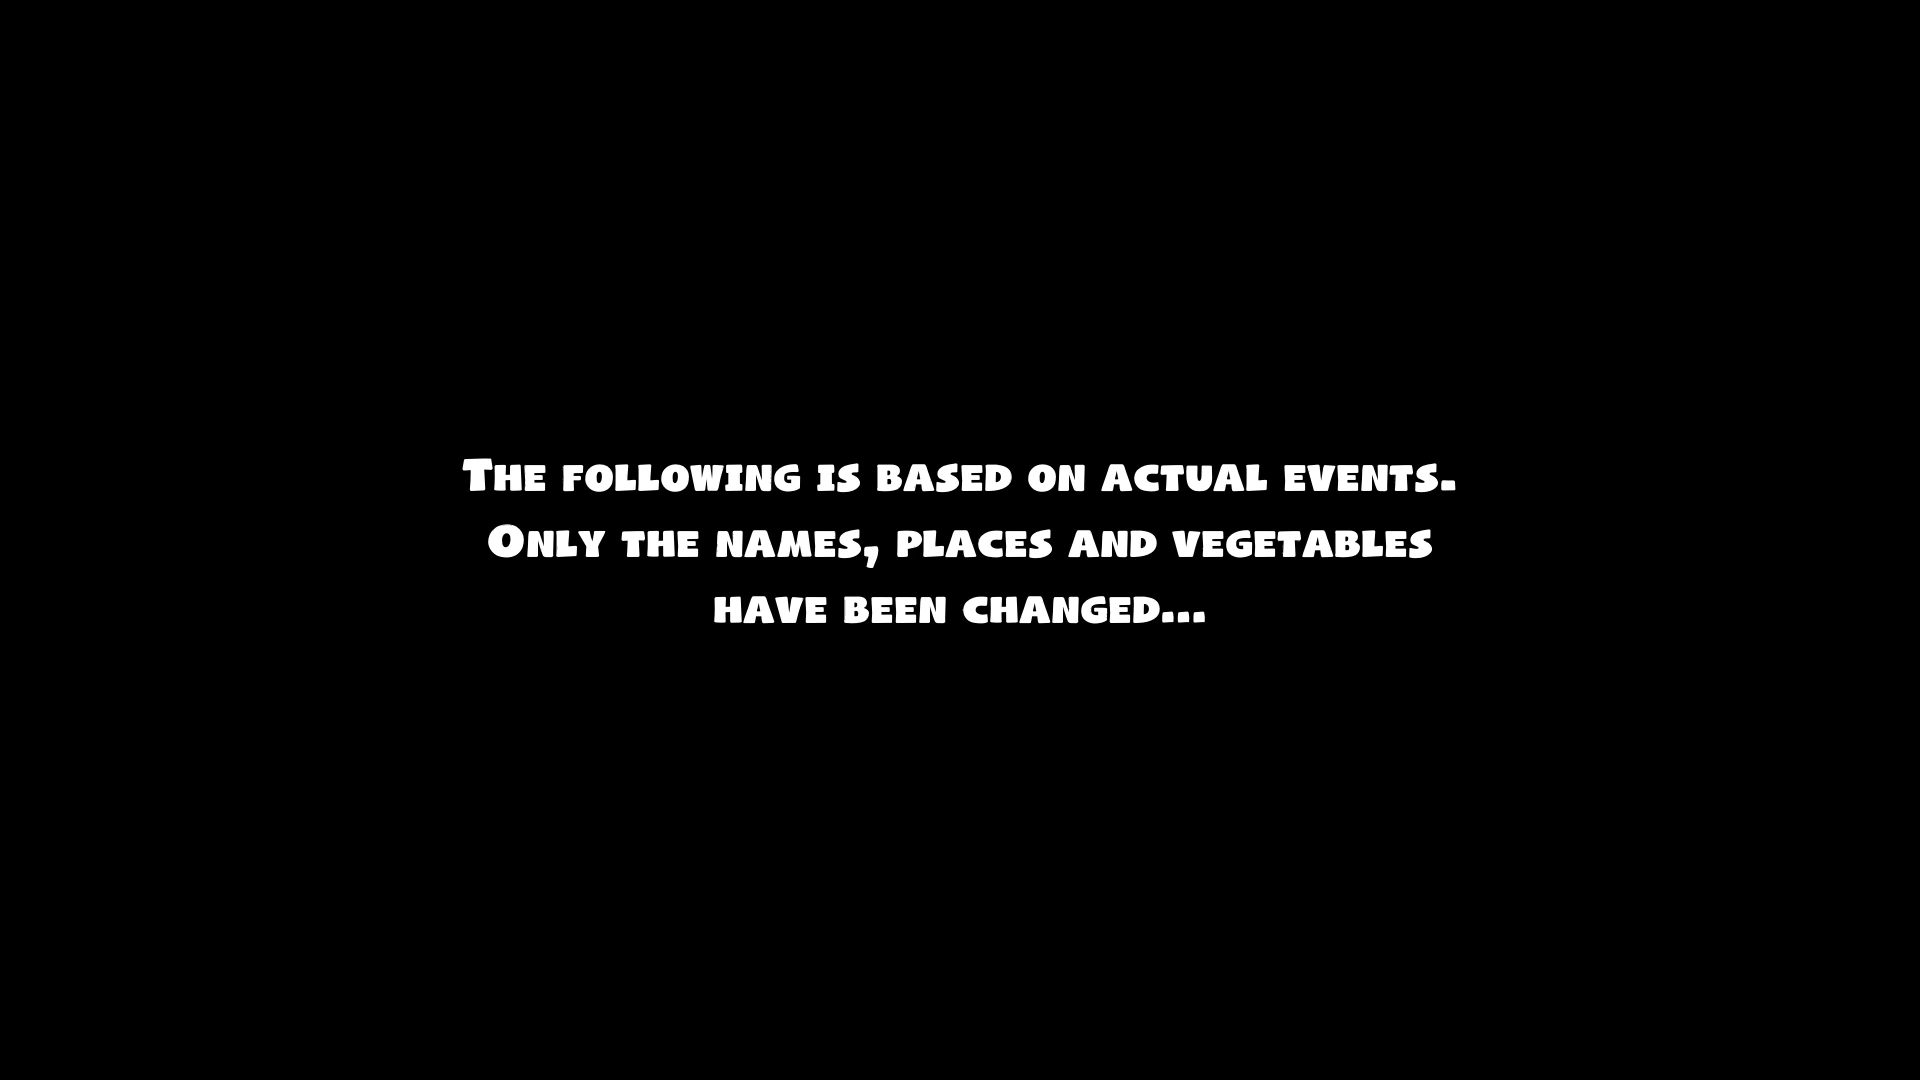 The following is based on actual events.
Only the names, places and vegetables
have been changed...